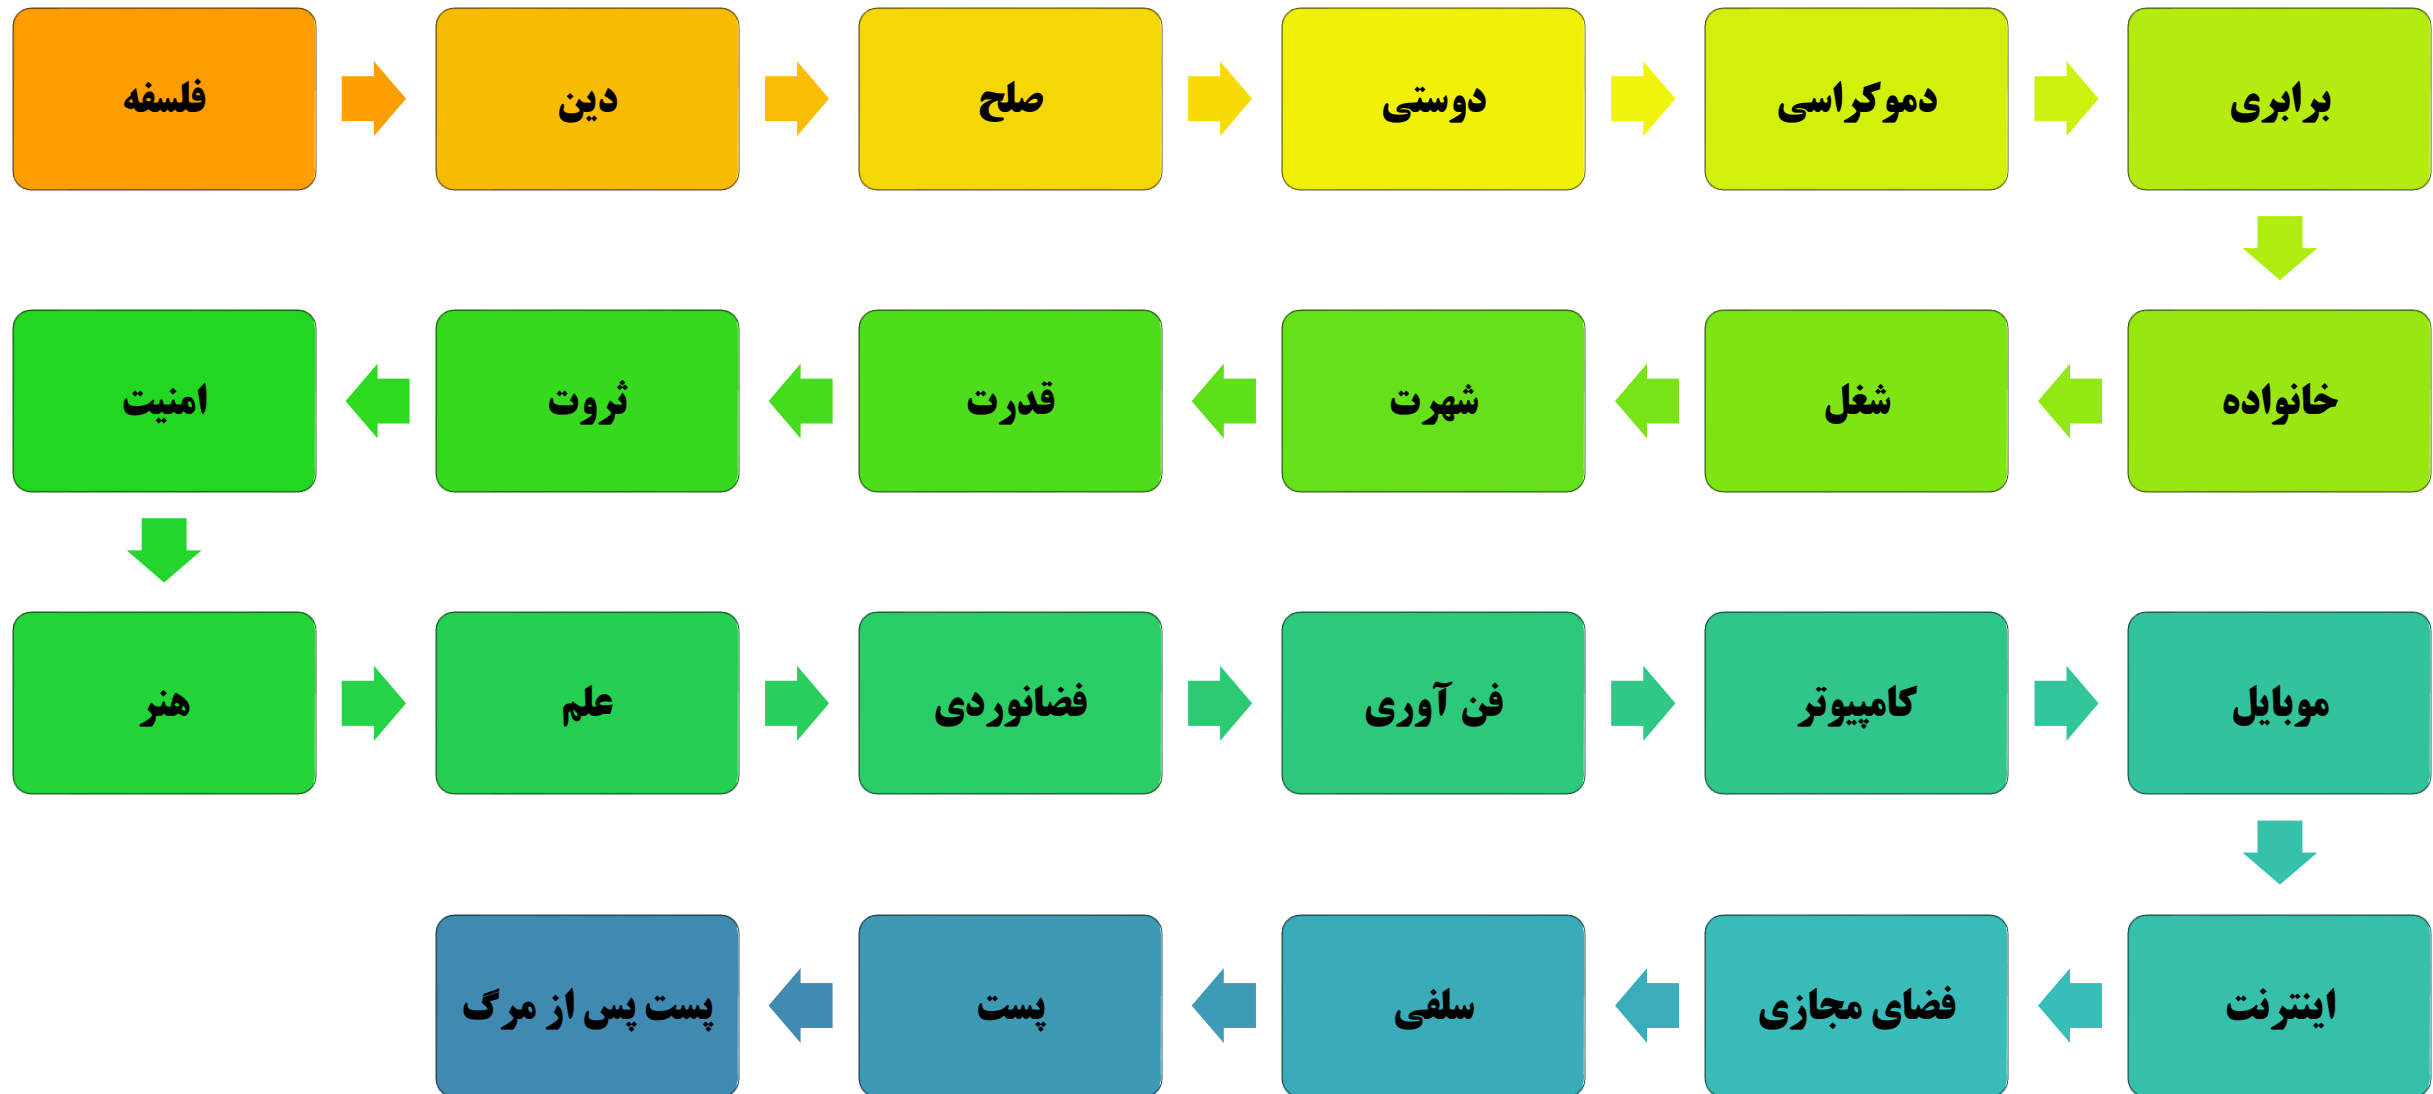 فلسفه
دین
صلح
دوستی
دموکراسی
برابری
خانواده
شغل
شهرت
قدرت
ثروت
امنیت
هنر
علم
فضانوردی
فن آوری
کامپیوتر
موبایل
اینترنت
فضای مجازی
سلفی
پست
پست پس از مرگ